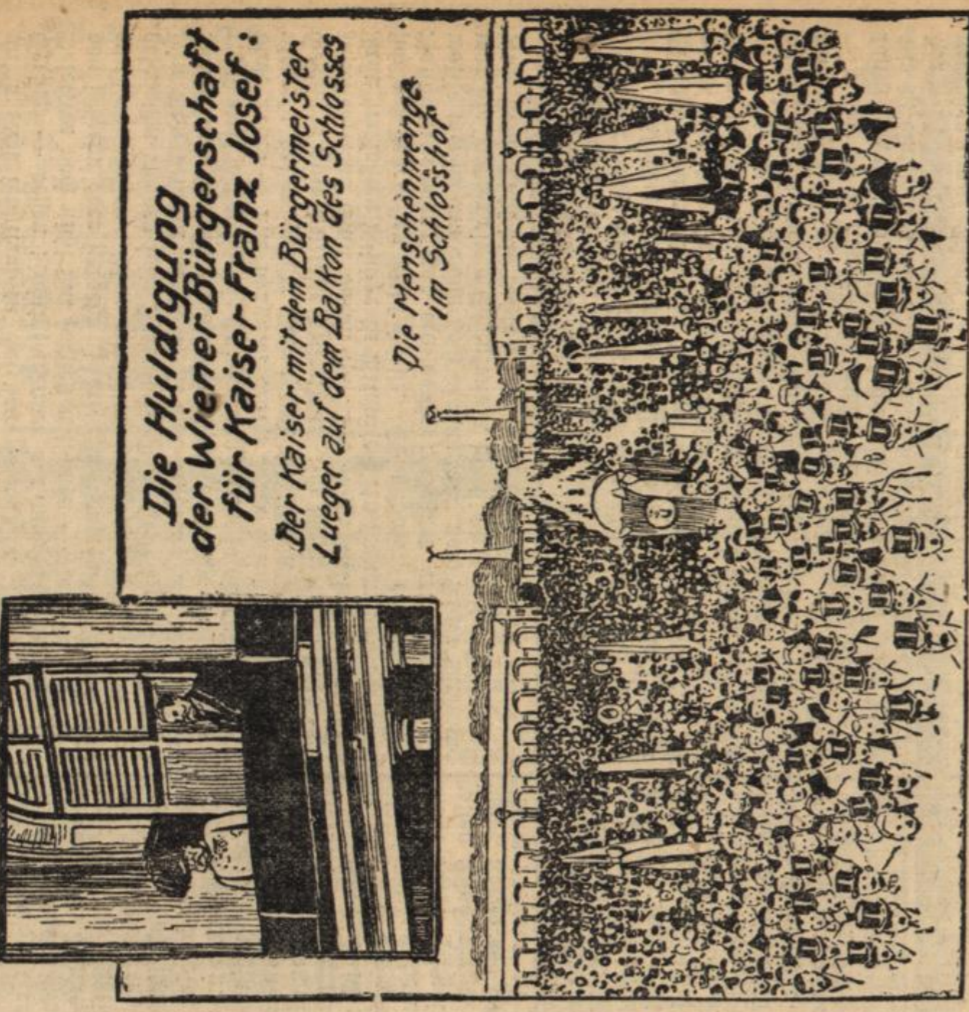 Die Huldigung
der Wiener Bürgerschaft
für Kaiser Franz Josef:
Der Kaiser mit dem Bürgermeister
Lueger auf dem Balkon des Schlosses
Die Menschenmenge
im Schlosshof